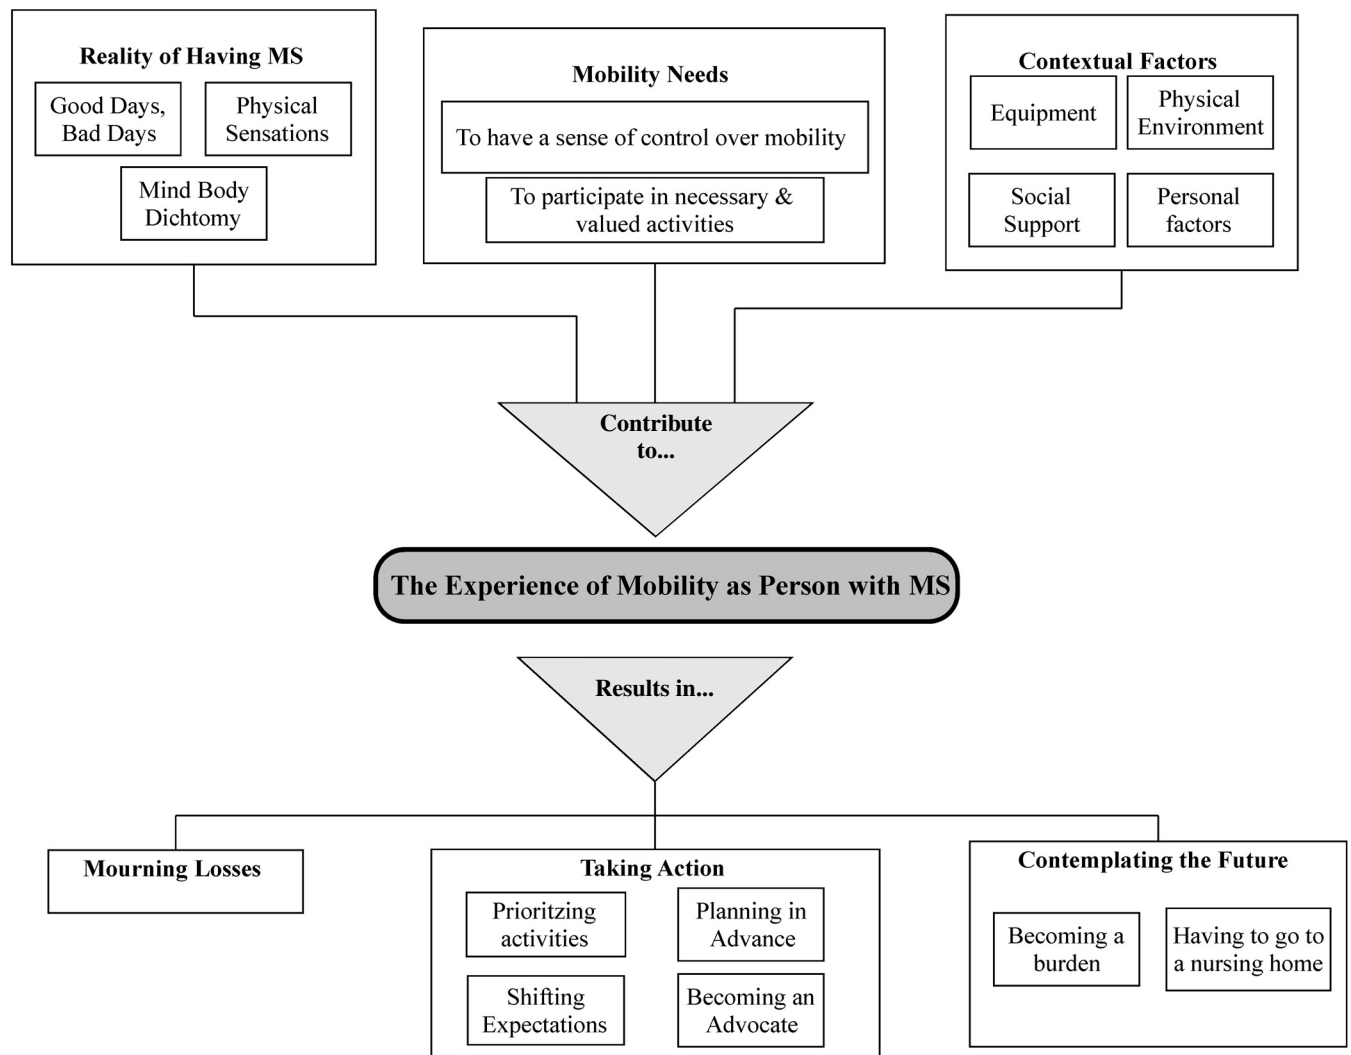 Reality of Having MS
Good Days,
Bad Days
Physical
Sensations
Mind Body
Dichtomy
Mobility Needs
To have a sense of control over mobility
To participate in necessary &
valued activities
Contextual Factors
Equipment
Physical
Environment
Social
Support
Personal
factors
Contribute
to...
The Experience of Mobility as Person with MS
Results in...
Mourning Losses
Taking Action
Prioritzing
activities
Planning in
Advance
Shifting
Expectations
Becoming an
Advocate
Contemplating the Future
Becoming a
burden
Having to go to
a nursing home